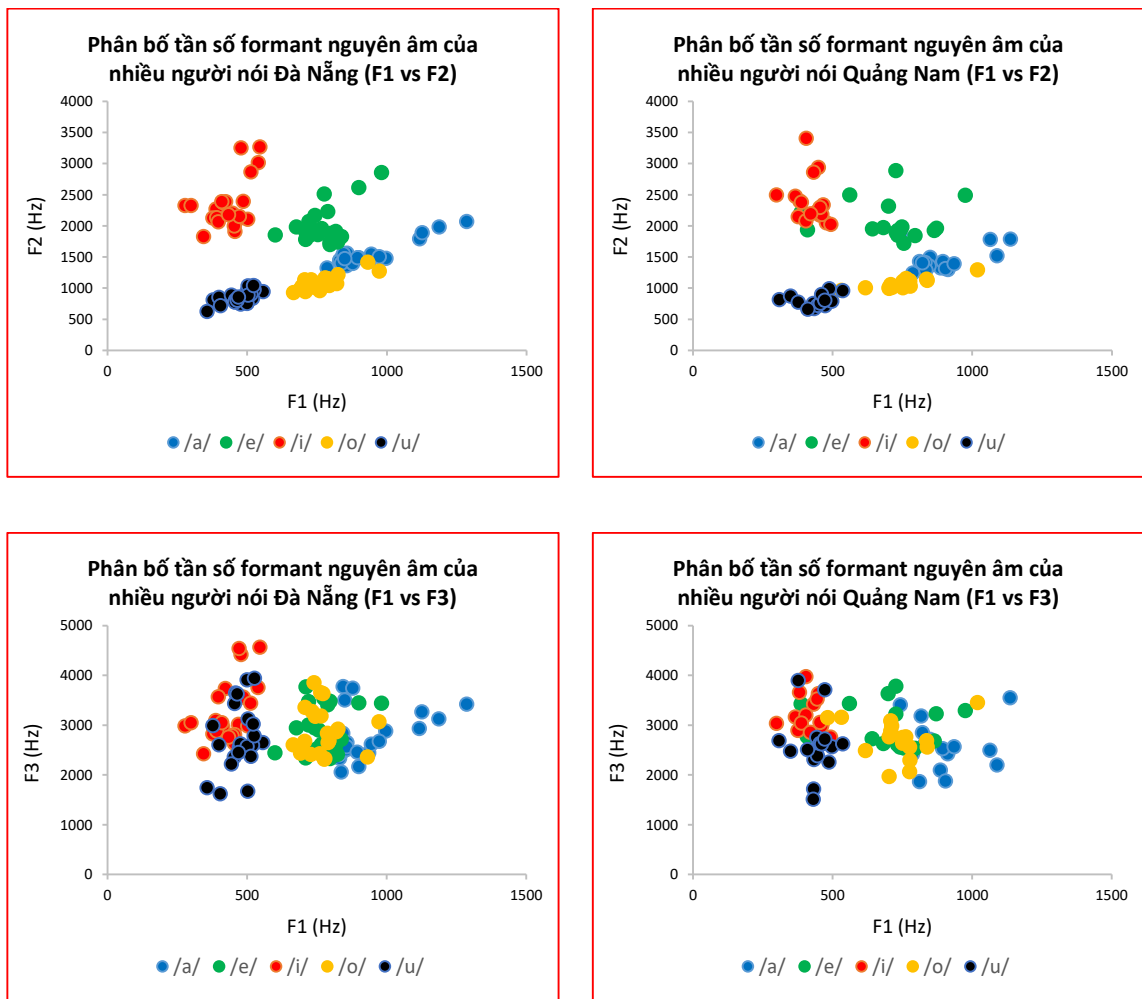 Phân bố tần số formant nguyên âm của
nhiều người nói Đà Nẵng (F1 vs F2)
4000
3500
3000
2500
2000
1500
1000
500
0
F2 (Hz)
0 500 1000 1500
F1 (Hz)
/a/ /e/ /i/ /o/ /u/
Phân bố tần số formant nguyên âm của
nhiều người nói Quảng Nam (F1 vs F2)
4000
3500
3000
2500
2000
1500
1000
500
0
F2 (Hz)
0 500 1000 1500
F1 (Hz)
/a/ /e/ /i/ /o/ /u/
Phân bố tần số formant nguyên âm của
nhiều người nói Đà Nẵng (F1 vs F3)
5000
4000
3000
2000
1000
0
F3 (Hz)
0 500 1000 1500
F1 (Hz)
/a/ /e/ /i/ /o/ /u/
Phân bố tần số formant nguyên âm của
nhiều người nói Quảng Nam (F1 vs F3)
5000
4000
3000
2000
1000
0
F3 (Hz)
0 500 1000 1500
F1 (Hz)
/a/ /e/ /i/ /o/ /u/